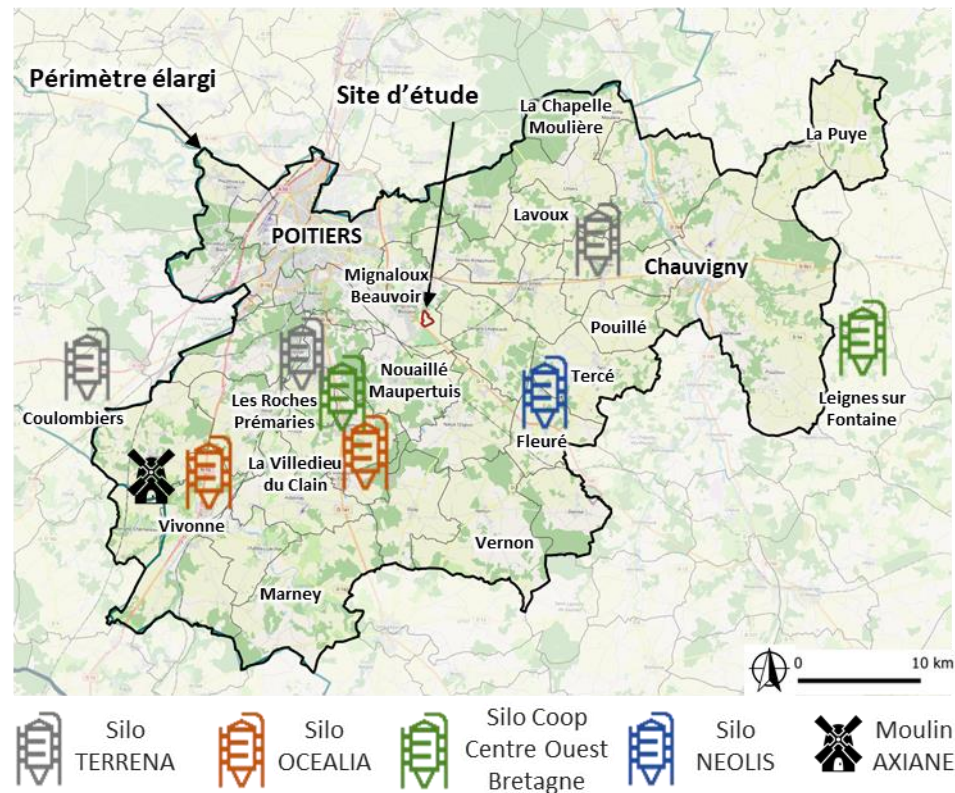 Périmètre élargi
Site d'étude
La Chapelle
Moulière
La Puye
Lavoux
POITIERS
Chauvigny
Mignaloux
Beauvoir
Pouillé
Nouaillé
Maupertuis
Tercé
Coulombiers
Les Roches
Prémaries
Leignes sur
Fontaine
Fleuré
La Villedieu
du Clain
Vivonne
Vernon
Marney
0
10 km
Silo
TERRENA
Silo
OCEALIA
Silo Coop
Centre Ouest
Bretagne
Silo
NEOLIS
Moulin
AXIANE